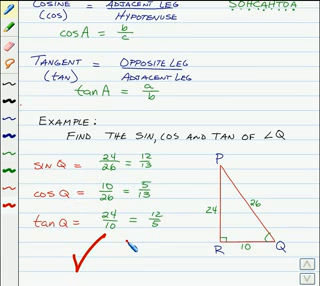 COSINE = ADJACENT LEG SOHCAHTOA
(COS) HYPOTENUSE
cos A = b/c
TANGENT = OPPOSITE LEG
(TAN) ADJACENT LEG
tan A = a/b
EXAMPLE:
FIND THE SIN, COS AND TAN OF ∠Q
sin Q = 24/26 = 12/13
cos Q = 10/26 = 5/13
tan Q = 24/10 = 12/5
P
24 26
R 10 Q